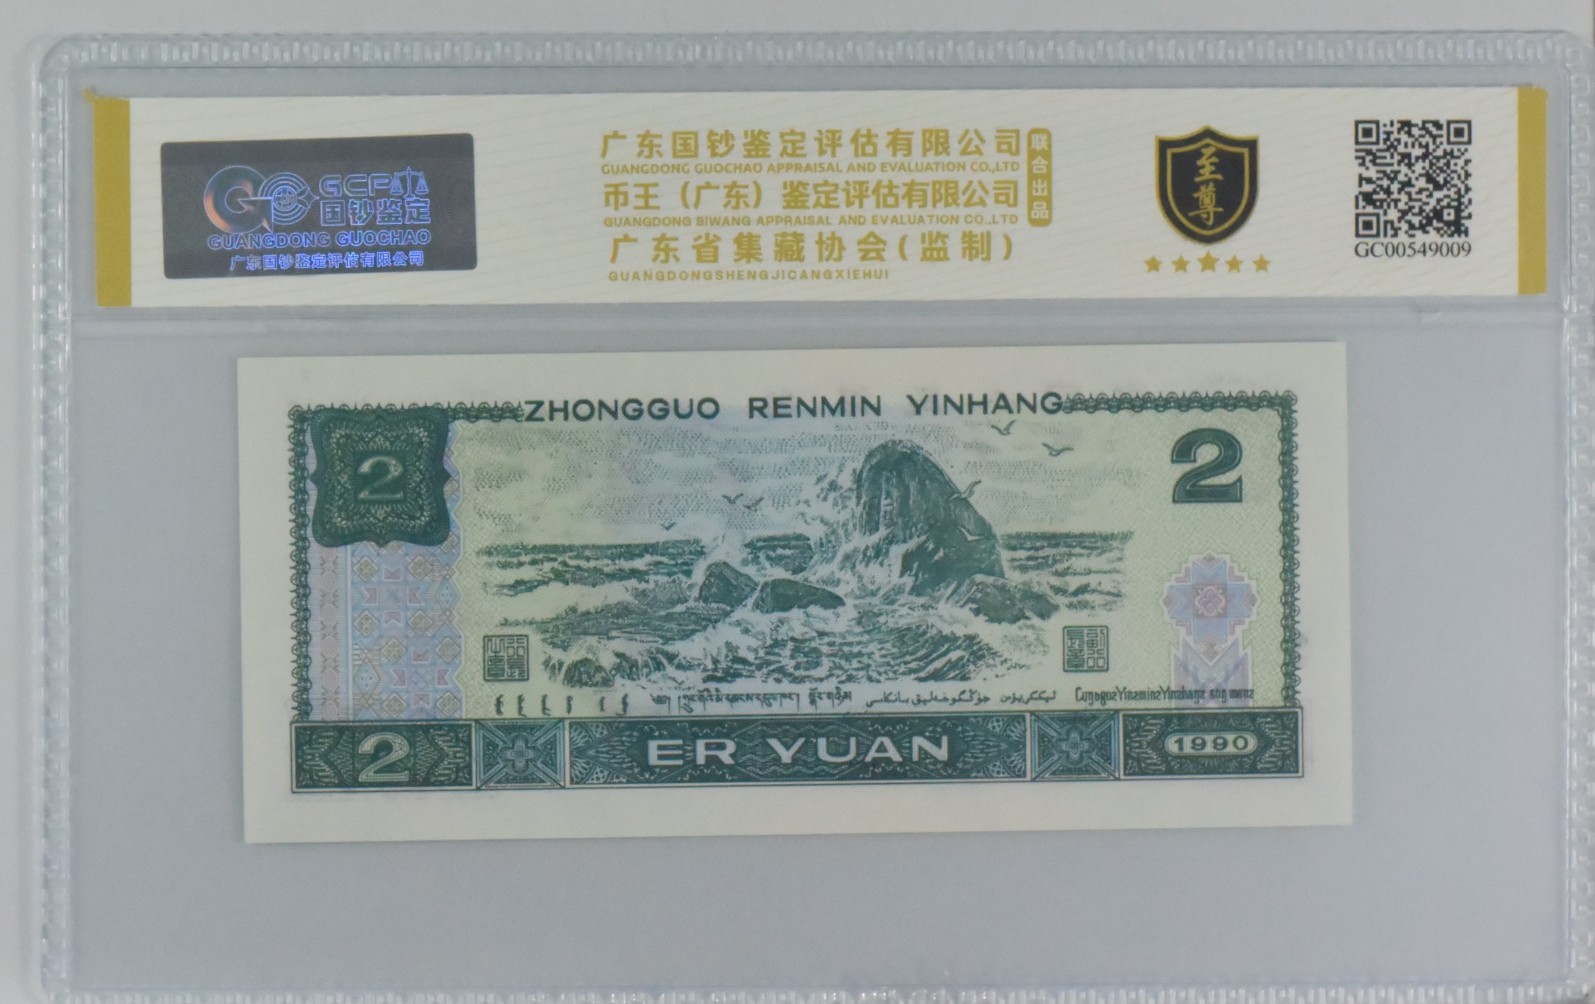 GCP
国钞鉴定
GUANGDONG GUOCHAO
广东国钞鉴定评估有限公司
广东国钞鉴定评估有限公司
GUANGDONG GUOCHAO APPRAISAL AND EVALUATION CO.,LTD
币王（广东）鉴定评估有限公司
GUANGDONG BIWANG APPRAISAL AND EVALUATION CO.,LTD
广东省集藏协会(监制)
GUANGDONGSHENGJICANGXIEHUI
联合出品
至尊
GC00549009
ZHONGGUO RENMIN YINHANG
2
2
2
ER YUAN
1990